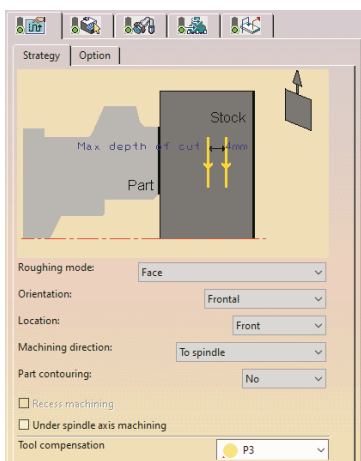 Strategy Option
Stock
Max depth of cut 4mm
Part
Roughing mode: Face
Orientation: Frontal
Location: Front
Machining direction: To spindle
Part contouring: No
Recess machining
Under spindle axis machining
Tool compensation P3